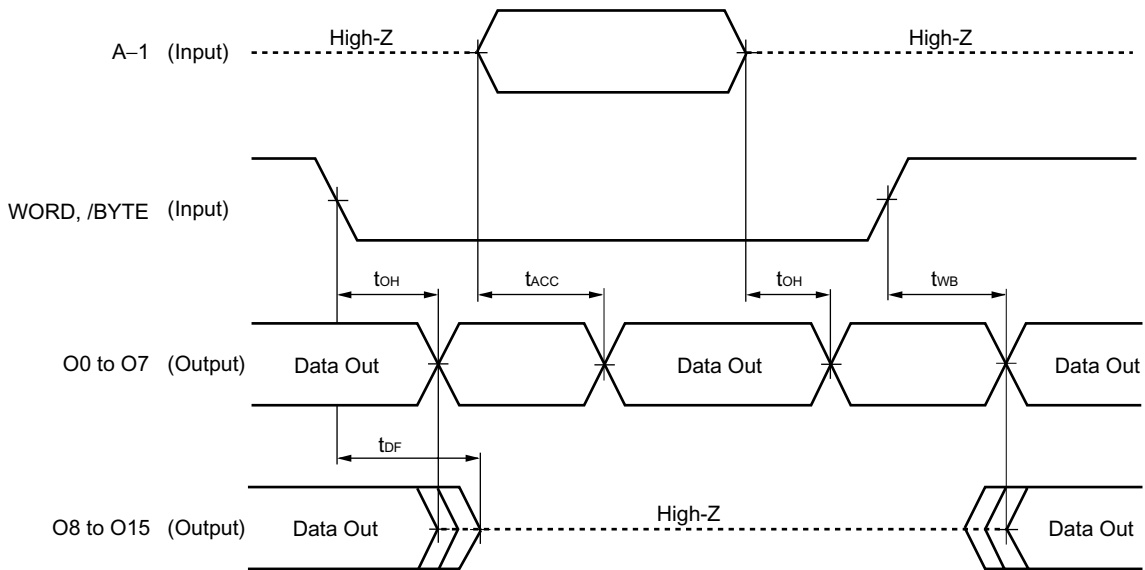 High-Z High-Z
A–1 (Input)
WORD, /BYTE (Input)
tOH tACC tOH tWB
O0 to O7 (Output) Data Out Data Out Data Out
tDF
High-Z
O8 to O15 (Output) Data Out Data Out